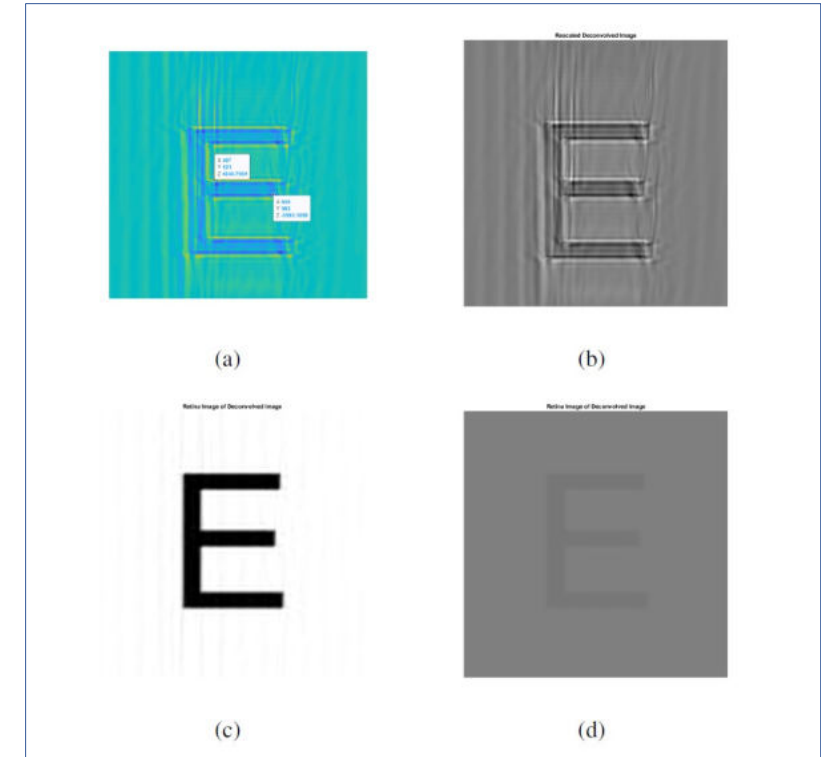 Rescaled Deconvolved Image
E
E
(a)
(b)
Retina Image of Deconvolved Image
Retina Image of Deconvolved Image
E
E
(c)
(d)